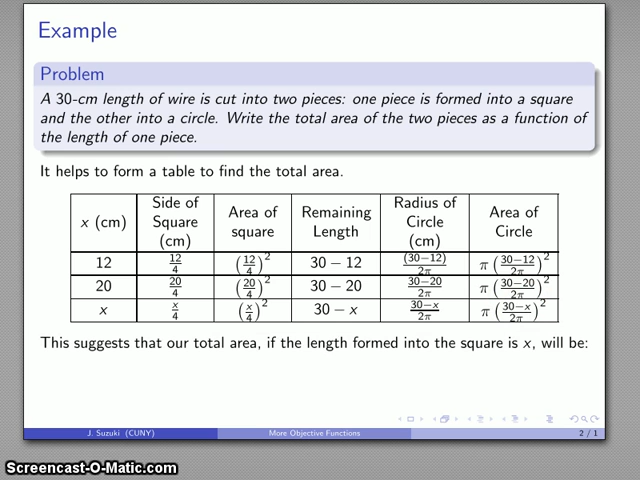 Example
Problem
A 30-cm length of wire is cut into two pieces: one piece is formed into a square
and the other into a circle. Write the total area of the two pieces as a function of
the length of one piece.
It helps to form a table to find the total area.
x (cm) | Side of Square (cm) | Area of square | Remaining Length | Radius of Circle (cm) | Area of Circle
12 | 12/4 | (12/4)² | 30 − 12 | (30−12)/2π | π (30−12/2π)²
20 | 20/4 | (20/4)² | 30 − 20 | 30−20/2π | π (30−20/2π)²
x | x/4 | (x/4)² | 30 − x | 30−x/2π | π (30−x/2π)²
This suggests that our total area, if the length formed into the square is x, will be:
J. Suzuki (CUNY) More Objective Functions 2 / 1
Screencast-O-Matic.com